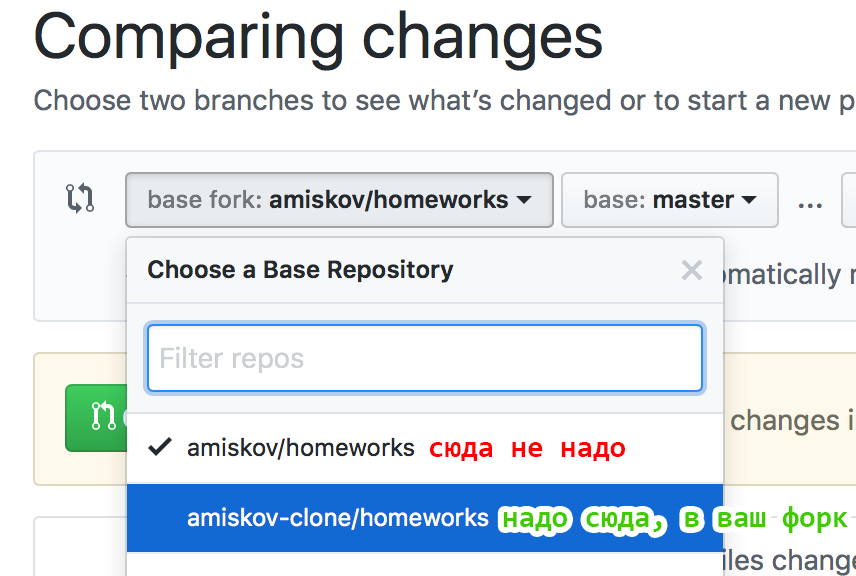 Comparing changes
Choose two branches to see what's changed or to start a new p
base fork: amiskov/homeworks base: master ...
Choose a Base Repository
omatically
Filter repos
changes i
amiskov/homeworks сюда не надо
amiskov-clone/homeworks надо сюда, в ваш форк
iles change